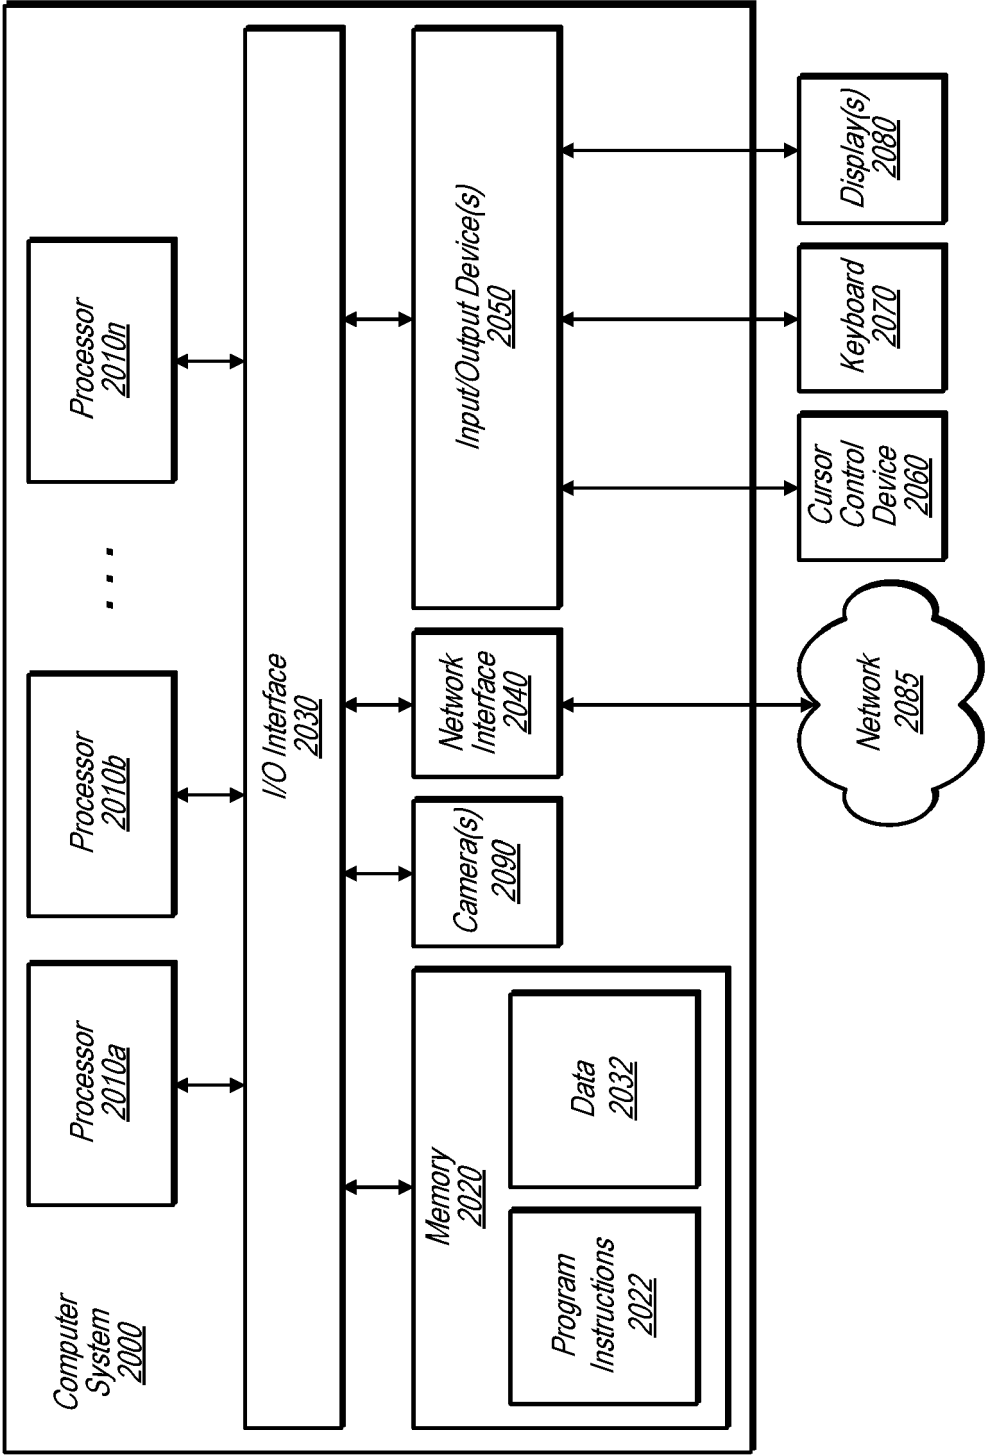 Computer
System
2000
Processor
2010a
Processor
2010b
. . .
Processor
2010n
I/O Interface
2030
Memory
2020
Program
Instructions
2022
Data
2032
Camera(s)
2090
Network
Interface
2040
Input/Output Device(s)
2050
Network
2085
Cursor
Control
Device
2060
Keyboard
2070
Display(s)
2080